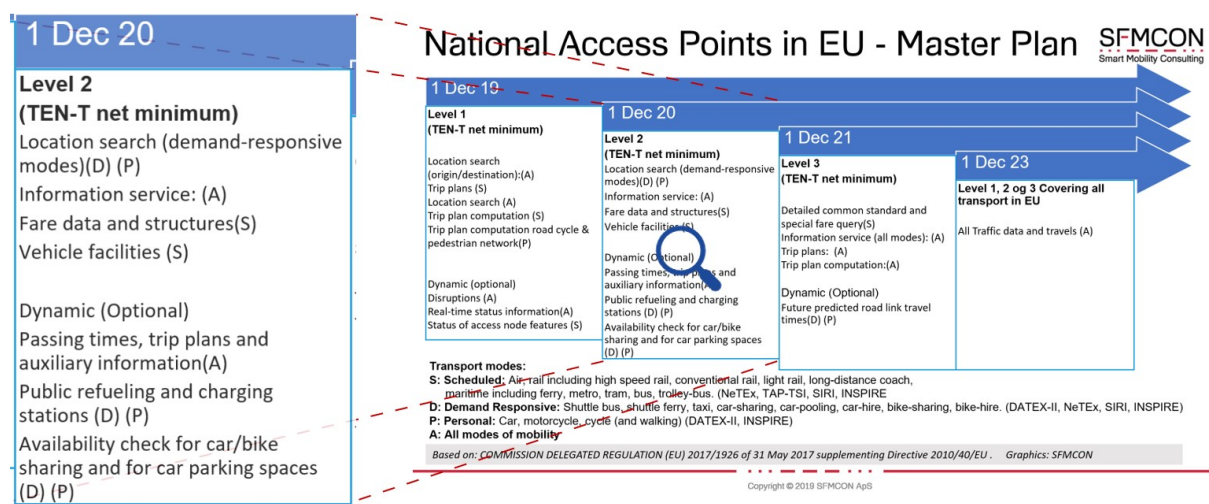 1 Dec 20
Level 2
(TEN-T net minimum)
Location search (demand-responsive
modes)(D) (P)
Information service: (A)
Fare data and structures(S)
Vehicle facilities (S)
Dynamic (Optional)
Passing times, trip plans and
auxiliary information(A)
Public refueling and charging
stations (D) (P)
Availability check for car/bike
sharing and for car parking spaces
(D) (P)
National Access Points in EU - Master Plan
SFMCON
Smart Mobility Consulting
1 Dec 19
Level 1
(TEN-T net minimum)
Location search
(origin/destination):(A)
Trip plans (S)
Location search (A)
Trip plan computation (S)
Trip plan computation road cycle &
pedestrian network(P)
Dynamic (optional)
Disruptions (A)
Real-time status information(A)
Status of access node features (S)
1 Dec 20
Level 2
(TEN-T net minimum)
Location search (demand-responsive
modes)(D) (P)
Information service: (A)
Fare data and structures(S)
Vehicle facilities (S)
Dynamic (Optional)
Passing times, trip plans and
auxiliary information(A)
Public refueling and charging
stations (D) (P)
Availability check for car/bike
sharing and for car parking spaces
(D) (P)
1 Dec 21
Level 3
(TEN-T net minimum)
Detailed common standard and
special fare query(S)
Information service (all modes): (A)
Trip plans: (A)
Trip plan computation:(A)
Dynamic (Optional)
Future predicted road link travel
times(D) (P)
1 Dec 23
Level 1, 2 og 3 Covering all
transport in EU
All Traffic data and travels (A)
Transport modes:
S: Scheduled: Air, rail including high speed rail, conventional rail, light rail, long-distance coach,
maritime including ferry, metro, tram, bus, trolley-bus. (NeTEx, TAP-TSI, SIRI, INSPIRE
D: Demand Responsive: Shuttle bus, shuttle ferry, taxi, car-sharing, car-pooling, car-hire, bike-sharing, bike-hire. (DATEX-II, NeTEx, SIRI, INSPIRE)
P: Personal: Car, motorcycle, cycle (and walking) (DATEX-II, INSPIRE)
A: All modes of mobility
Based on: COMMISSION DELEGATED REGULATION (EU) 2017/1926 of 31 May 2017 supplementing Directive 2010/40/EU . Graphics: SFMCON
Copyright © 2019 SFMCON ApS